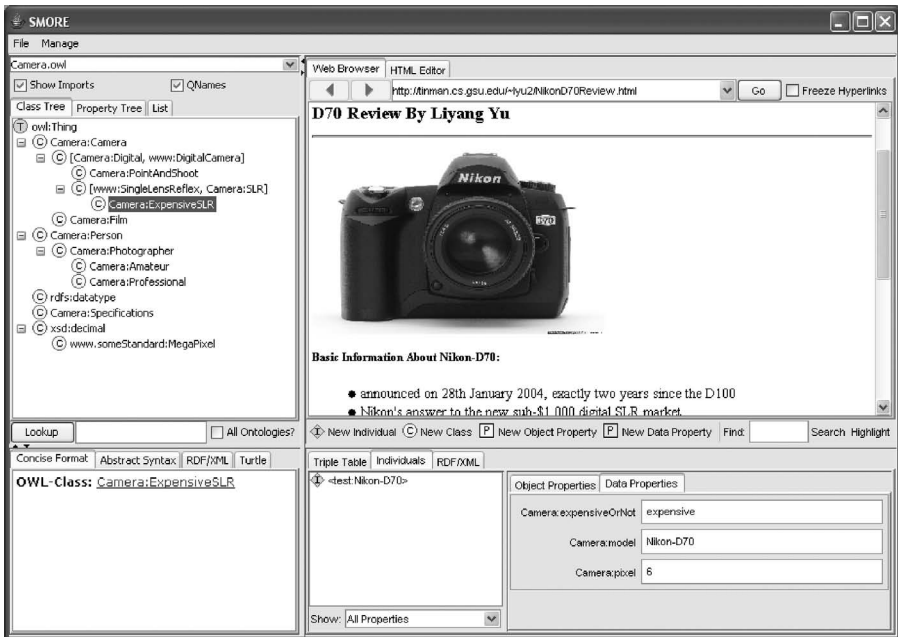 SMORE
File Manage
Camera.owl
Show Imports QNames
Class Tree Property Tree List
T owl:Thing
C Camera:Camera
C [Camera:Digital, www:DigitalCamera]
C Camera:PointAndShoot
C [www:SingleLensReflex, Camera:SLR]
C Camera:ExpensiveSLR
C Camera:Film
C Camera:Person
C Camera:Photographer
C Camera:Amateur
C Camera:Professional
C rdfs:datatype
C Camera:Specifications
C xsd:decimal
C www.someStandard:MegaPixel
Lookup All Ontologies?
Concise Format Abstract Syntax RDF/XML Turtle
OWL-Class: Camera:ExpensiveSLR
Web Browser HTML Editor
http://tinman.cs.gsu.edu/~lyu2/NikonD70Review.html Go Freeze Hyperlinks
D70 Review By Liyang Yu
Nikon
D70
Basic Information About Nikon-D70:
● announced on 28th January 2004, exactly two years since the D100
● Nikon's answer to the new sub-$1,000 digital SLR market
I New Individual C New Class P New Object Property P New Data Property Find: Search Highlight
Triple Table Individuals RDF/XML
I <test:Nikon-D70>
Show: All Properties
Object Properties Data Properties
Camera:expensiveOrNot expensive
Camera:model Nikon-D70
Camera:pixel 6